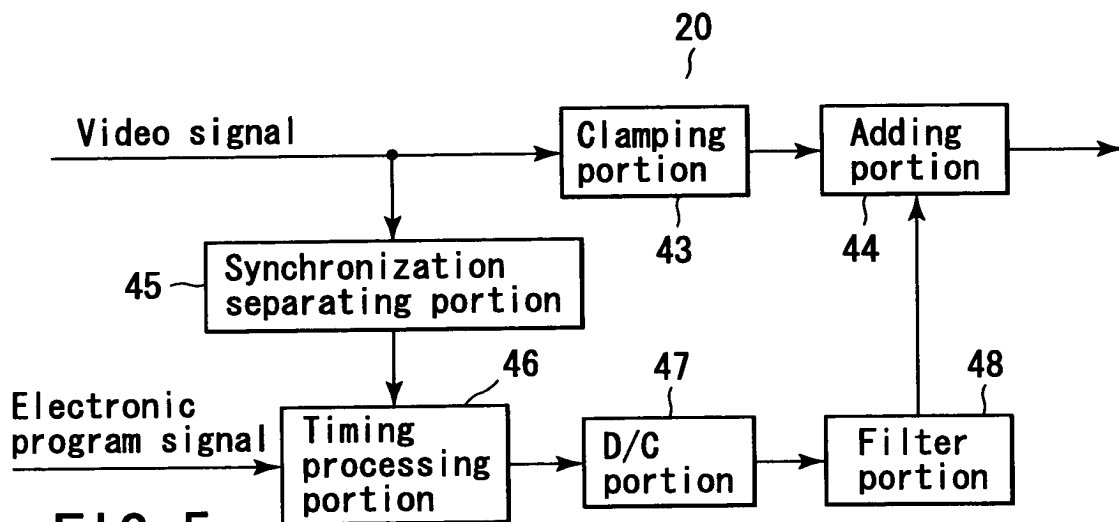 20
Video signal
Clamping
portion
43
Adding
portion
44
45
Synchronization
separating portion
Electronic
program signal
46
Timing
processing
portion
47
D/C
portion
48
Filter
portion